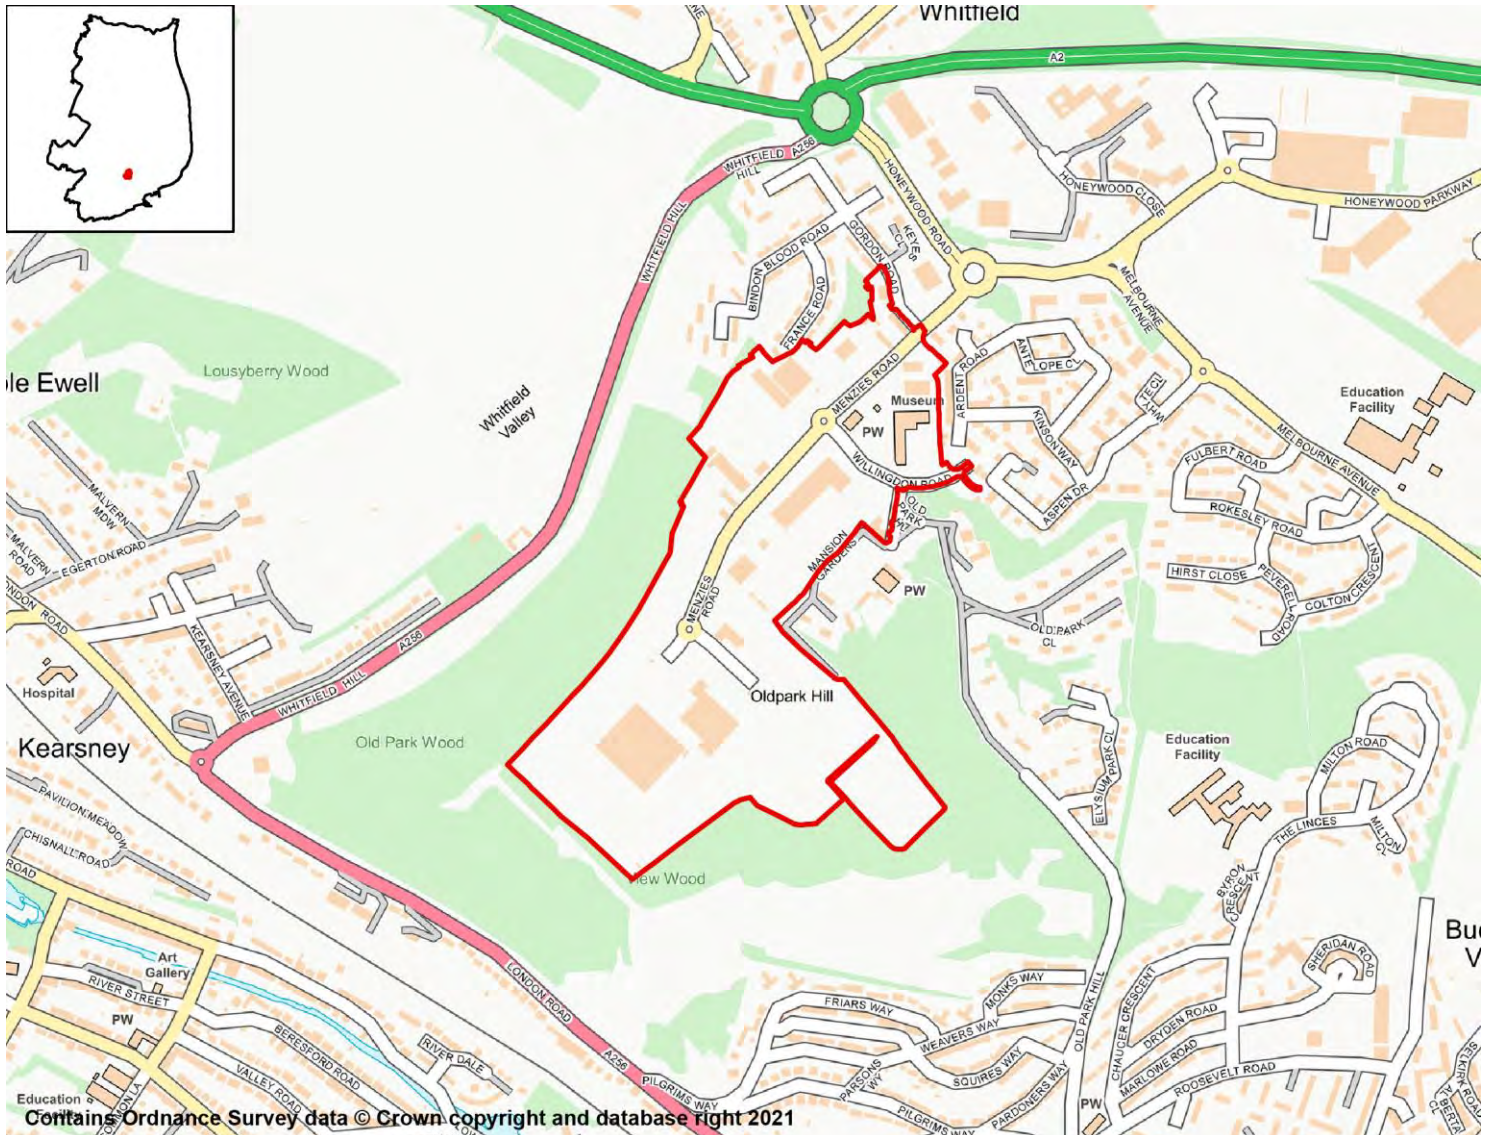 Whitfield
A2
WHITFIELD
HILL
A256
HONEYWOOD ROAD
HONEYWOOD CLOSE
HONEYWOOD PARKWAY
WHITFIELD HILL
BINDON
BLOOD ROAD
GORDON ROAD
KEYES
CL
FRANCE ROAD
MELBOURNE
AVENUE
Lousyberry Wood
Whitfield
Valley
ARDENT ROAD
ANTE
LOPE CL
MENZIES ROAD
Museum
PW
KINSON WAY
Education
Facility
MELBOURNE AVENUE
FULBERT ROAD
WILLINGDON ROAD
ASPEN DR
OLD
PARK
ROKESLEY ROAD
MALVERN
MDW
EGERTON ROAD
MALVERN
ROAD
MANSION
GARDENS
PW
HIRST CLOSE
PEVERELL
ROAD
COLTON CRESCENT
MENZIES
ROAD
OLD PARK
CL
KEARSNEY AVENUE
A256
WHITFIELD HILL
Hospital
Oldpark Hill
Kearsney
Old Park Wood
Education
Facility
ELYSIUM
PARK CL
MILTON ROAD
THE LINCES
MILTON
CL
PAVILION MEADOW
CHISNALL ROAD
ROAD
BYRON
CRESCENT
SHERIDAN ROAD
Art
Gallery
RIVER STREET
PW
LONDON ROAD
MONKS WAY
FRIARS WAY
WEAVERS WAY
OLD PARK HILL
CHAUCER CRESCENT
DRYDEN ROAD
MARLOWE ROAD
ROOSEVELT ROAD
BERESFORD ROAD
RIVER DALE
VALLEY ROAD
A256
PILGRIMS WAY
PARSONS
WY
SQUIRES WAY
PARDONERS WAY
PILGRIMS WAY
PW
SELKIRK ROAD
Education
Contains Ordnance Survey data © Crown copyright and database right 2021